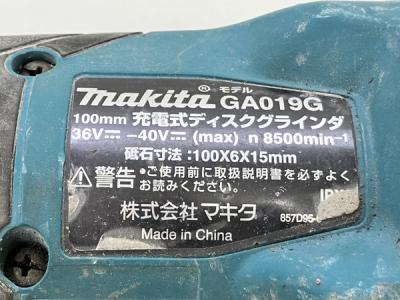 makita® モデル GA019G
100mm 充電式ディスクグラインダ
36V⎓ -40V⎓ (max) n 8500min⁻¹
砥石寸法：100X6X15mm
⚠警告 ●ご使用前に取扱説明書を必ずよく
お読みください。
株式会社 マキタ
857D95-
Made in China